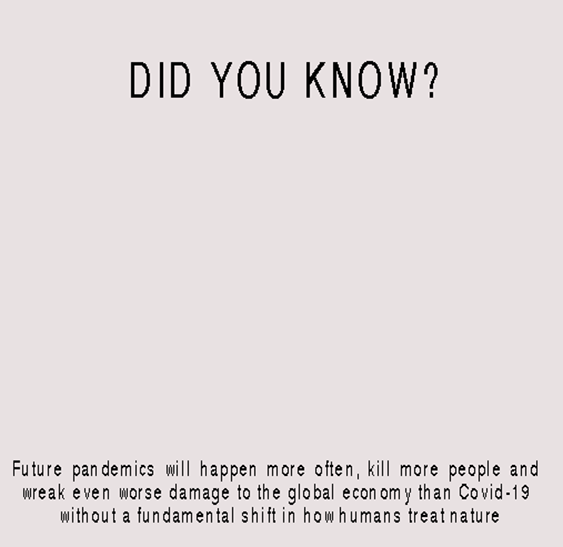 DID YOU KNOW?
Future pandemics will happen more often, kill more people and
wreak even worse damage to the global economy than Covid-19
without a fundamental shift in how humans treat nature